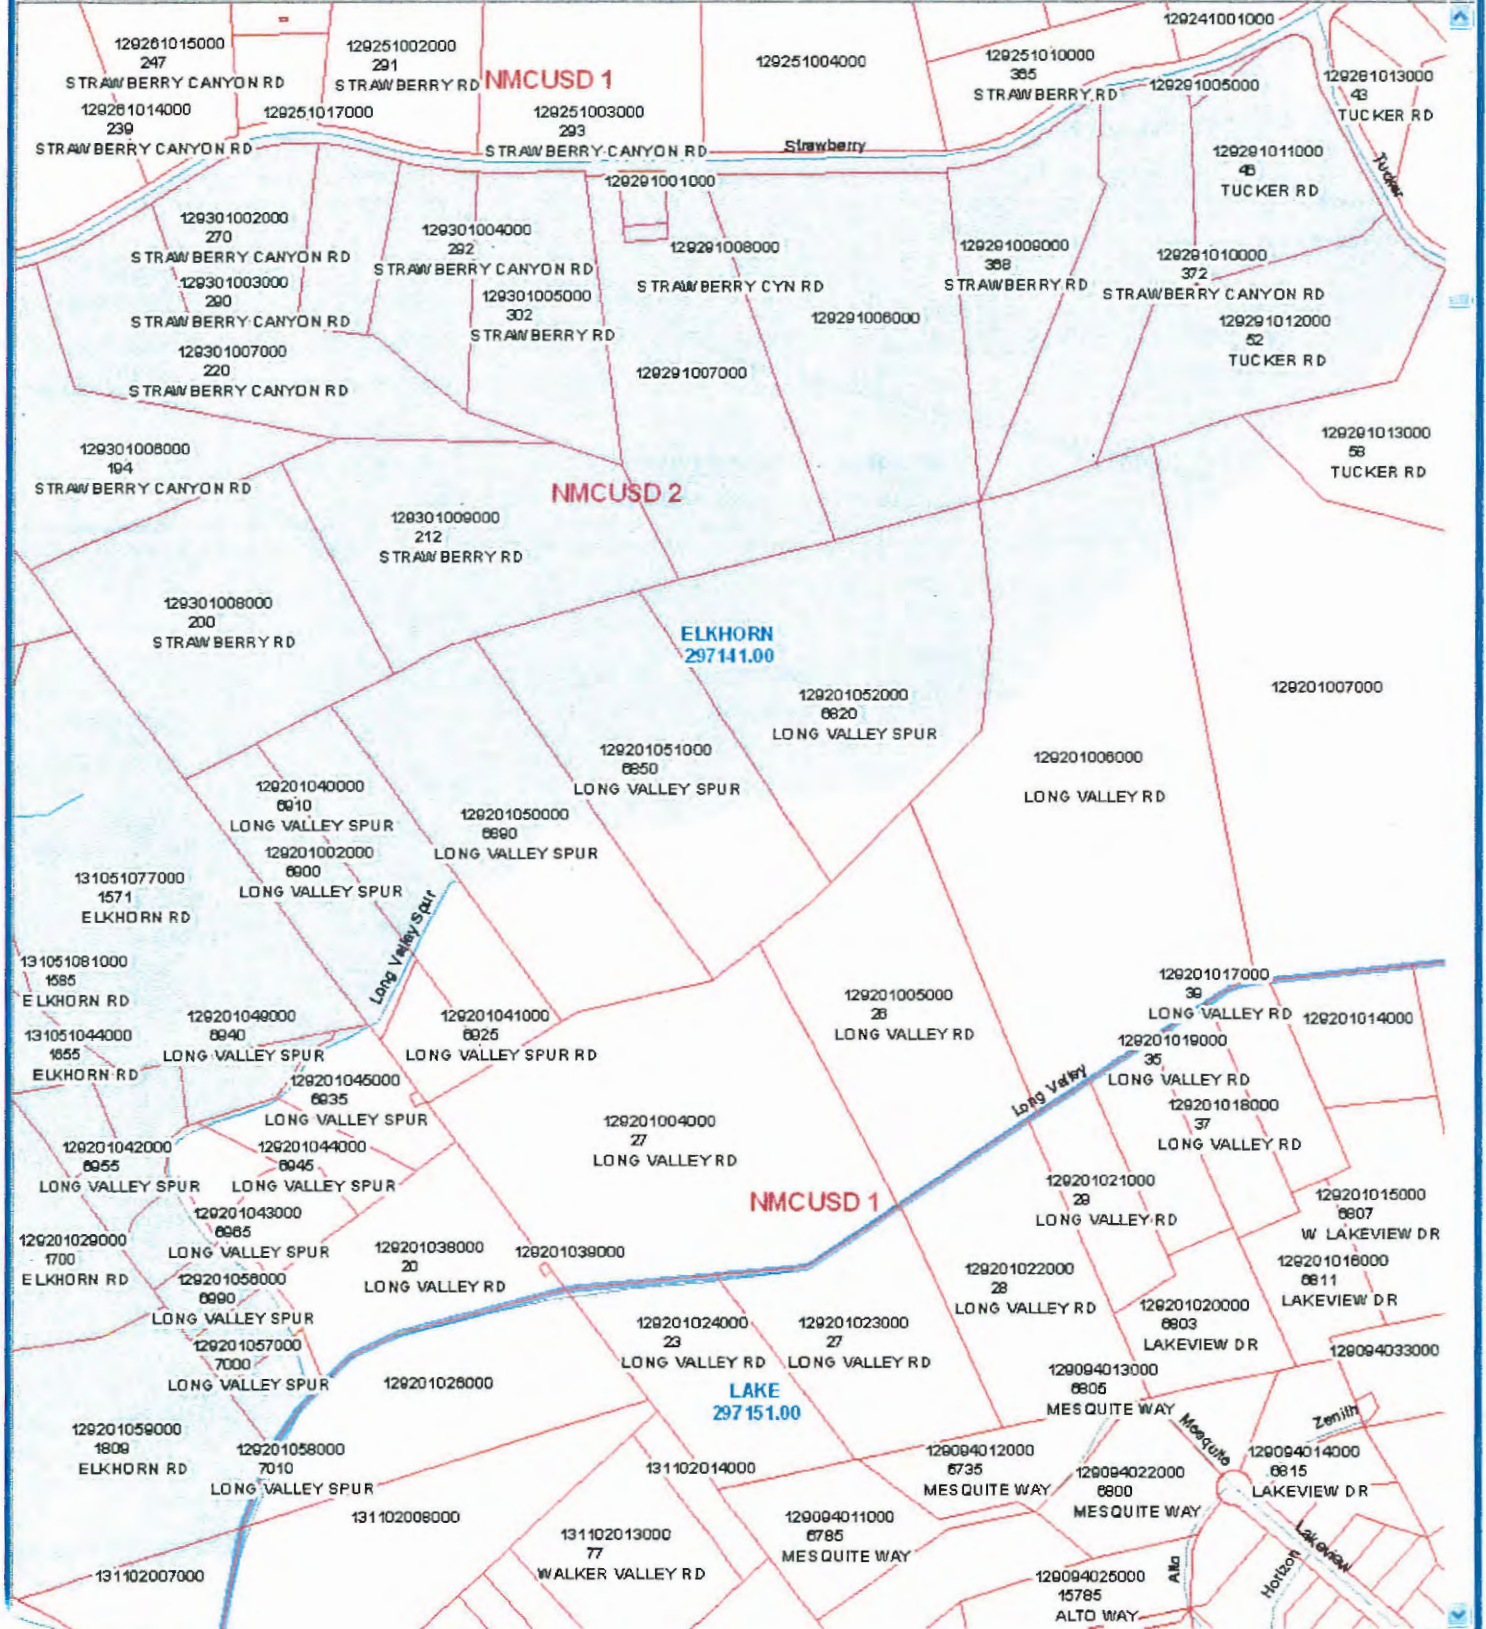 129241001000
129261015000
247
STRAWBERRY CANYON RD
129251002000
291
STRAWBERRY RD
NMCUSD 1
129251004000
129251010000
365
STRAWBERRY RD
129291005000
129281013000
43
TUCKER RD
129261014000
239
STRAWBERRY CANYON RD
129251017000
129251003000
293
STRAWBERRY CANYON RD
Strawberry
129291011000
46
TUCKER RD
Tucker
129291001000
129301002000
270
STRAWBERRY CANYON RD
129301004000
292
STRAWBERRY CANYON RD
129291008000
STRAWBERRY CYN RD
129291009000
368
STRAWBERRY RD
129291010000
372
STRAWBERRY CANYON RD
129301003000
290
STRAWBERRY CANYON RD
129301005000
302
STRAWBERRY RD
129291006000
129291012000
52
TUCKER RD
129301007000
220
STRAWBERRY CANYON RD
129291007000
129291013000
58
TUCKER RD
129301006000
194
STRAWBERRY CANYON RD
NMCUSD 2
129301009000
212
STRAWBERRY RD
129301008000
200
STRAWBERRY RD
ELKHORN
297141.00
129201052000
6820
LONG VALLEY SPUR
129201007000
129201051000
6850
LONG VALLEY SPUR
129201006000
LONG VALLEY RD
129201040000
6910
LONG VALLEY SPUR
129201050000
6890
LONG VALLEY SPUR
129201002000
6900
LONG VALLEY SPUR
131051077000
1571
ELKHORN RD
Long Valley Spur
131051081000
1585
ELKHORN RD
129201005000
26
LONG VALLEY RD
129201017000
39
LONG VALLEY RD
129201014000
129201049000
6940
LONG VALLEY SPUR
129201041000
6925
LONG VALLEY SPUR RD
131051044000
1655
ELKHORN RD
129201019000
35
LONG VALLEY RD
Long Valley
129201045000
6935
LONG VALLEY SPUR
129201018000
37
LONG VALLEY RD
129201004000
27
LONG VALLEY RD
129201042000
6955
LONG VALLEY SPUR
129201044000
6945
LONG VALLEY SPUR
NMCUSD 1
129201021000
29
LONG VALLEY RD
129201015000
6807
W LAKEVIEW DR
129201043000
6965
LONG VALLEY SPUR
129201029000
1700
ELKHORN RD
129201038000
20
LONG VALLEY RD
129201039000
129201022000
28
LONG VALLEY RD
129201016000
6811
LAKEVIEW DR
129201056000
6990
LONG VALLEY SPUR
129201020000
6803
LAKEVIEW DR
129201024000
23
LONG VALLEY RD
129201023000
27
LONG VALLEY RD
129201057000
7000
LONG VALLEY SPUR
129094033000
129201026000
LAKE
297151.00
129094013000
6805
MESQUITE WAY
129201059000
1809
ELKHORN RD
129201058000
7010
LONG VALLEY SPUR
131102014000
129094012000
6735
MESQUITE WAY
Mesquite
Zenith
129094014000
6815
LAKEVIEW DR
129094022000
6800
MESQUITE WAY
131102008000
131102013000
77
WALKER VALLEY RD
129094011000
6785
MESQUITE WAY
Lakeview
Horizon
131102007000
129094025000
15785
ALTO WAY